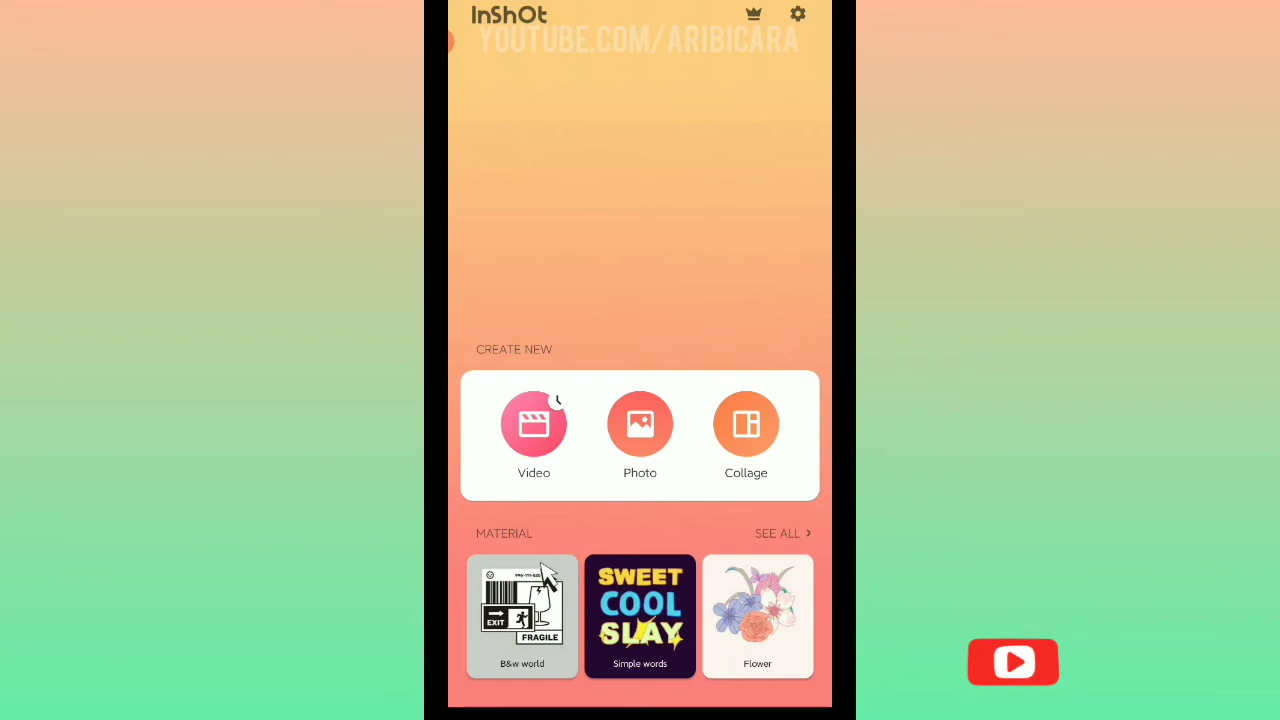 InShOt
YOUTUBE.COM/ARIBICARA
CREATE NEW
Video Photo Collage
MATERIAL SEE ALL >
EXIT
FRAGILE
SWEET
COOL
SLAY
B&w world Simple words Flower